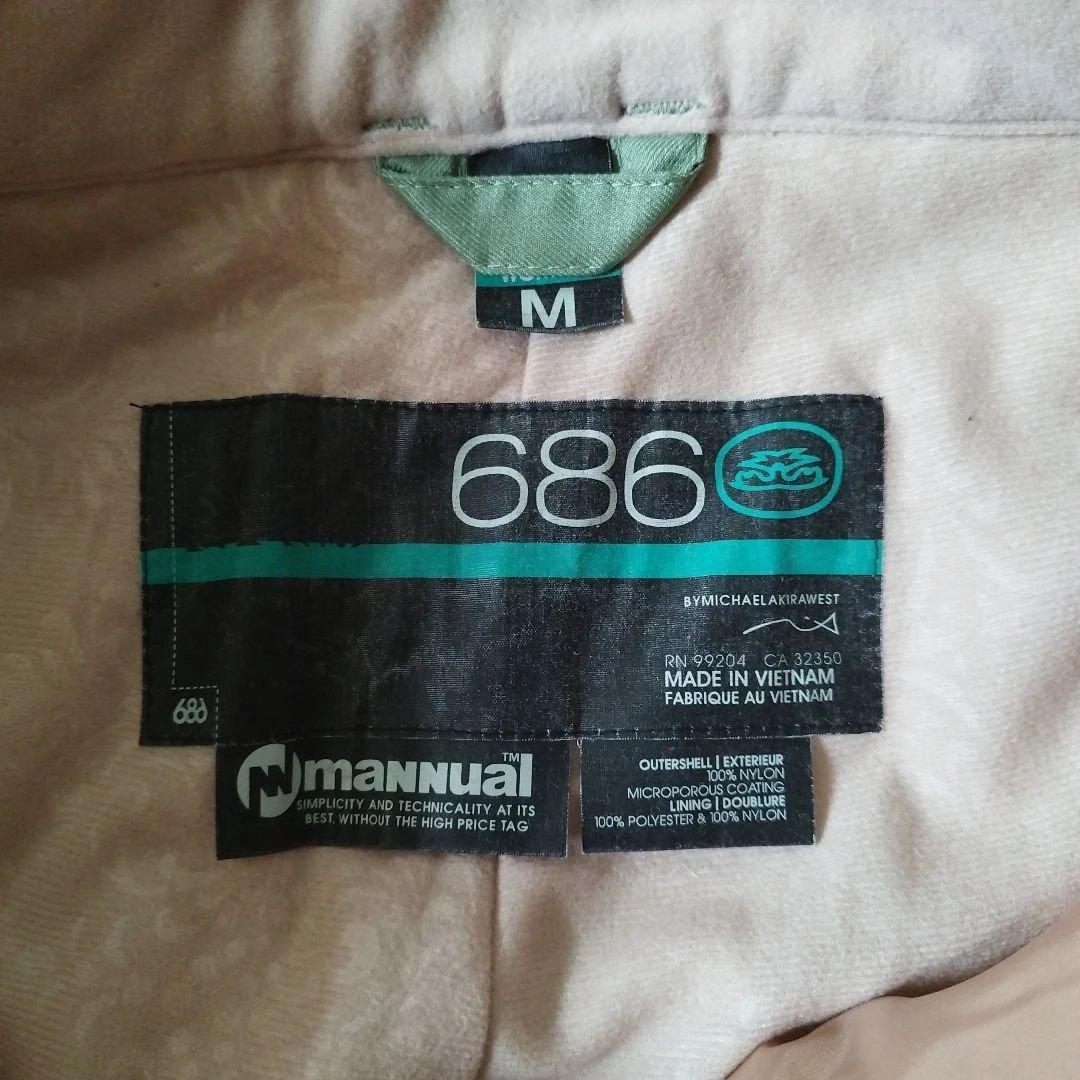 M
686
BYMICHAELAKIRAWEST
RN 99204 CA 32350
MADE IN VIETNAM
FABRIQUE AU VIETNAM
686
maNNual™
SIMPLICITY AND TECHNICALITY AT ITS
BEST, WITHOUT THE HIGH PRICE TAG
OUTERSHELL | EXTERIEUR
100% NYLON
MICROPOROUS COATING
LINING | DOUBLURE
100% POLYESTER & 100% NYLON